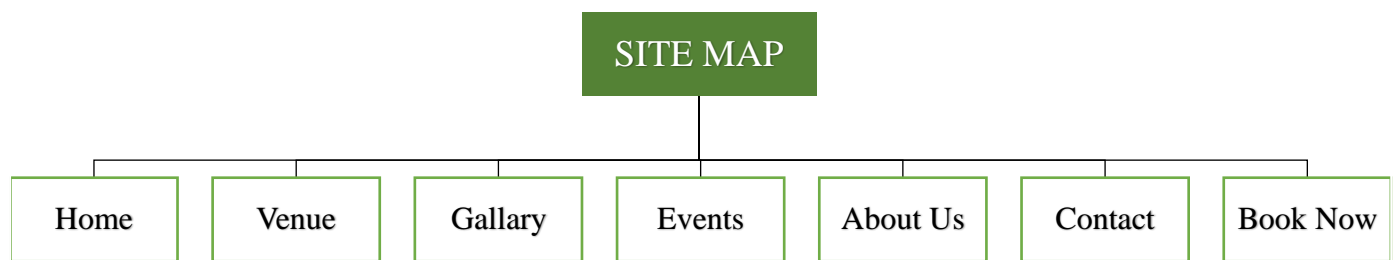 SITE MAP
Home
Venue
Gallary
Events
About Us
Contact
Book Now